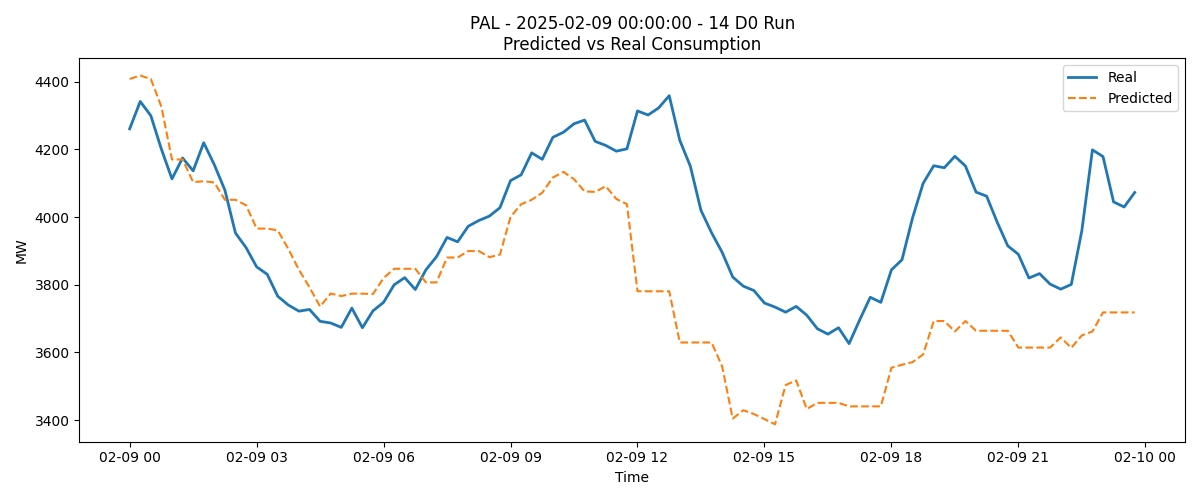 PAL - 2025-02-09 00:00:00 - 14 D0 Run
Predicted vs Real Consumption
Real
Predicted
MW
4400
4200
4000
3800
3600
3400
02-09 00
02-09 03
02-09 06
02-09 09
02-09 12
02-09 15
02-09 18
02-09 21
02-10 00
Time